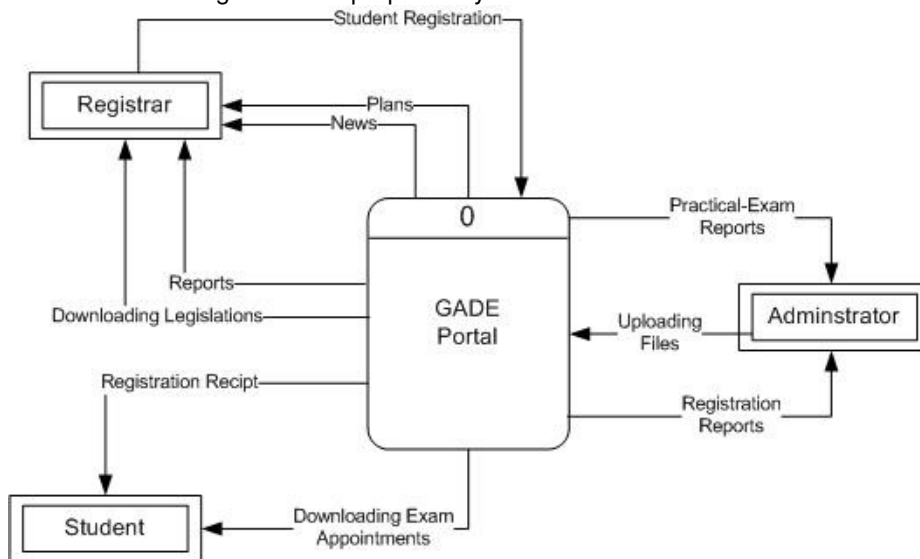 Student Registration
Registrar
Plans
News
0
Practical-Exam
Reports
Reports
GADE
Portal
Downloading Legislations
Uploading
Files
Adminstrator
Registration Recipt
Registration
Reports
Student
Downloading Exam
Appointments